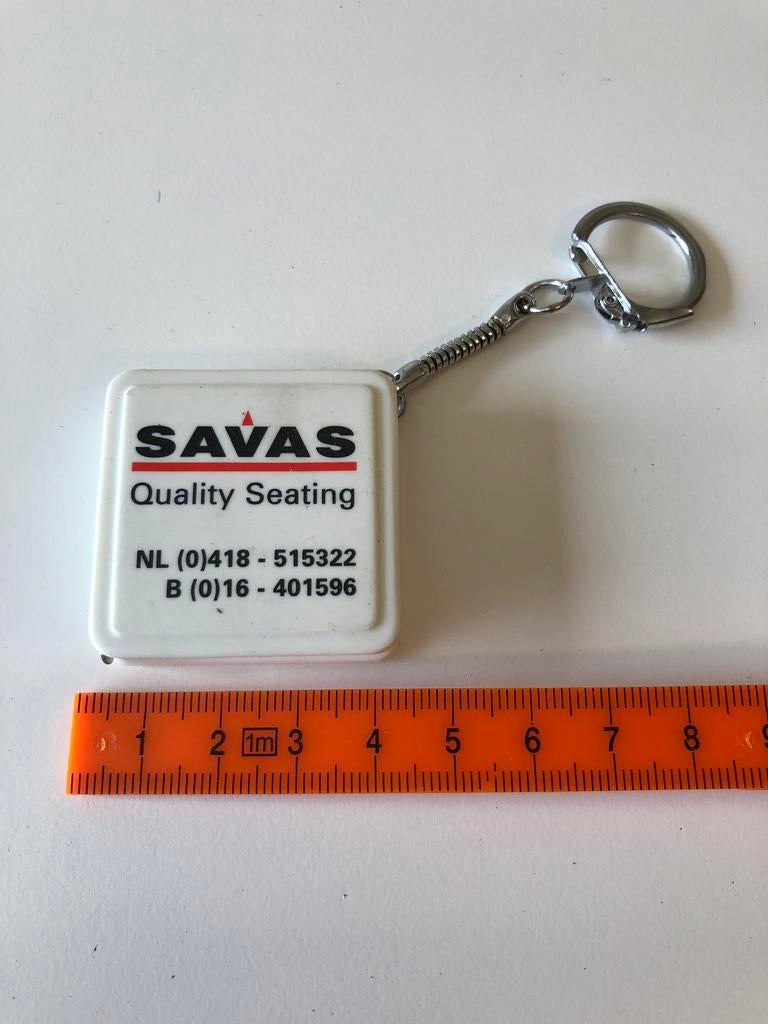 SAVAS
Quality Seating
NL (0)418 - 515322
B (0)16 - 401596
1 2 1m 3 4 5 6 7 8 9